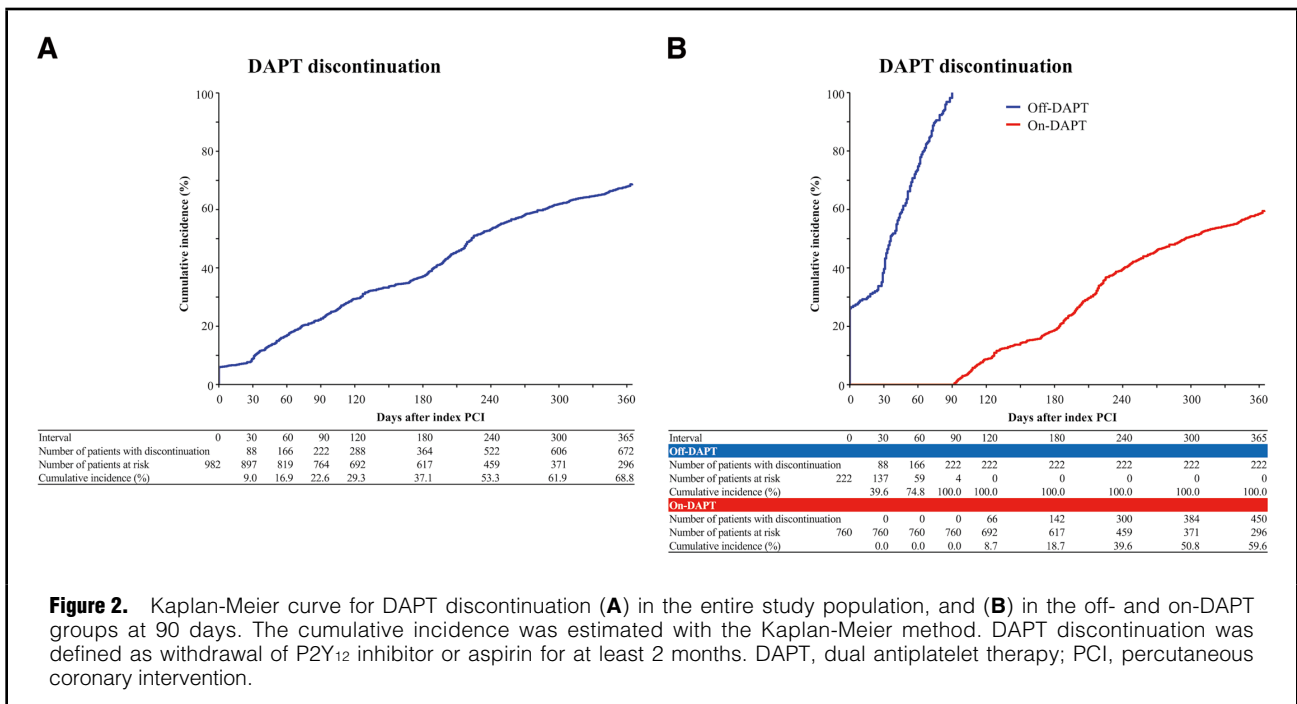 A
DAPT discontinuation
100
80
60
40
20
0
Cumulative incidence (%)
0 30 60 90 120 180 240 300 360
Days after index PCI
Interval 0 30 60 90 120 180 240 300 365
Number of patients with discontinuation 88 166 222 288 364 522 606 672
Number of patients at risk 982 897 819 764 692 617 459 371 296
Cumulative incidence (%) 9.0 16.9 22.6 29.3 37.1 53.3 61.9 68.8
B
DAPT discontinuation
Off-DAPT
On-DAPT
100
80
60
40
20
0
Cumulative incidence (%)
0 30 60 90 120 180 240 300 360
Days after index PCI
Interval 0 30 60 90 120 180 240 300 365
Off-DAPT
Number of patients with discontinuation 88 166 222 222 222 222 222 222
Number of patients at risk 222 137 59 4 0 0 0 0 0
Cumulative incidence (%) 39.6 74.8 100.0 100.0 100.0 100.0 100.0 100.0
On-DAPT
Number of patients with discontinuation 0 0 0 66 142 300 384 450
Number of patients at risk 760 760 760 760 692 617 459 371 296
Cumulative incidence (%) 0.0 0.0 0.0 8.7 18.7 39.6 50.8 59.6
Figure 2. Kaplan-Meier curve for DAPT discontinuation (A) in the entire study population, and (B) in the off- and on-DAPT
groups at 90 days. The cumulative incidence was estimated with the Kaplan-Meier method. DAPT discontinuation was
defined as withdrawal of P2Y12 inhibitor or aspirin for at least 2 months. DAPT, dual antiplatelet therapy; PCI, percutaneous
coronary intervention.